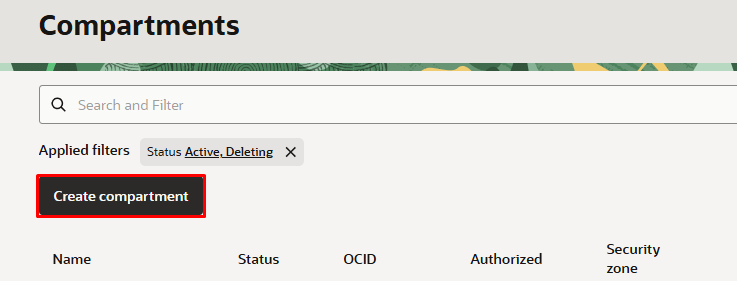 Compartments
Search and Filter
Applied filters Status Active, Deleting
Create compartment
Name Status OCID Authorized Security
zone